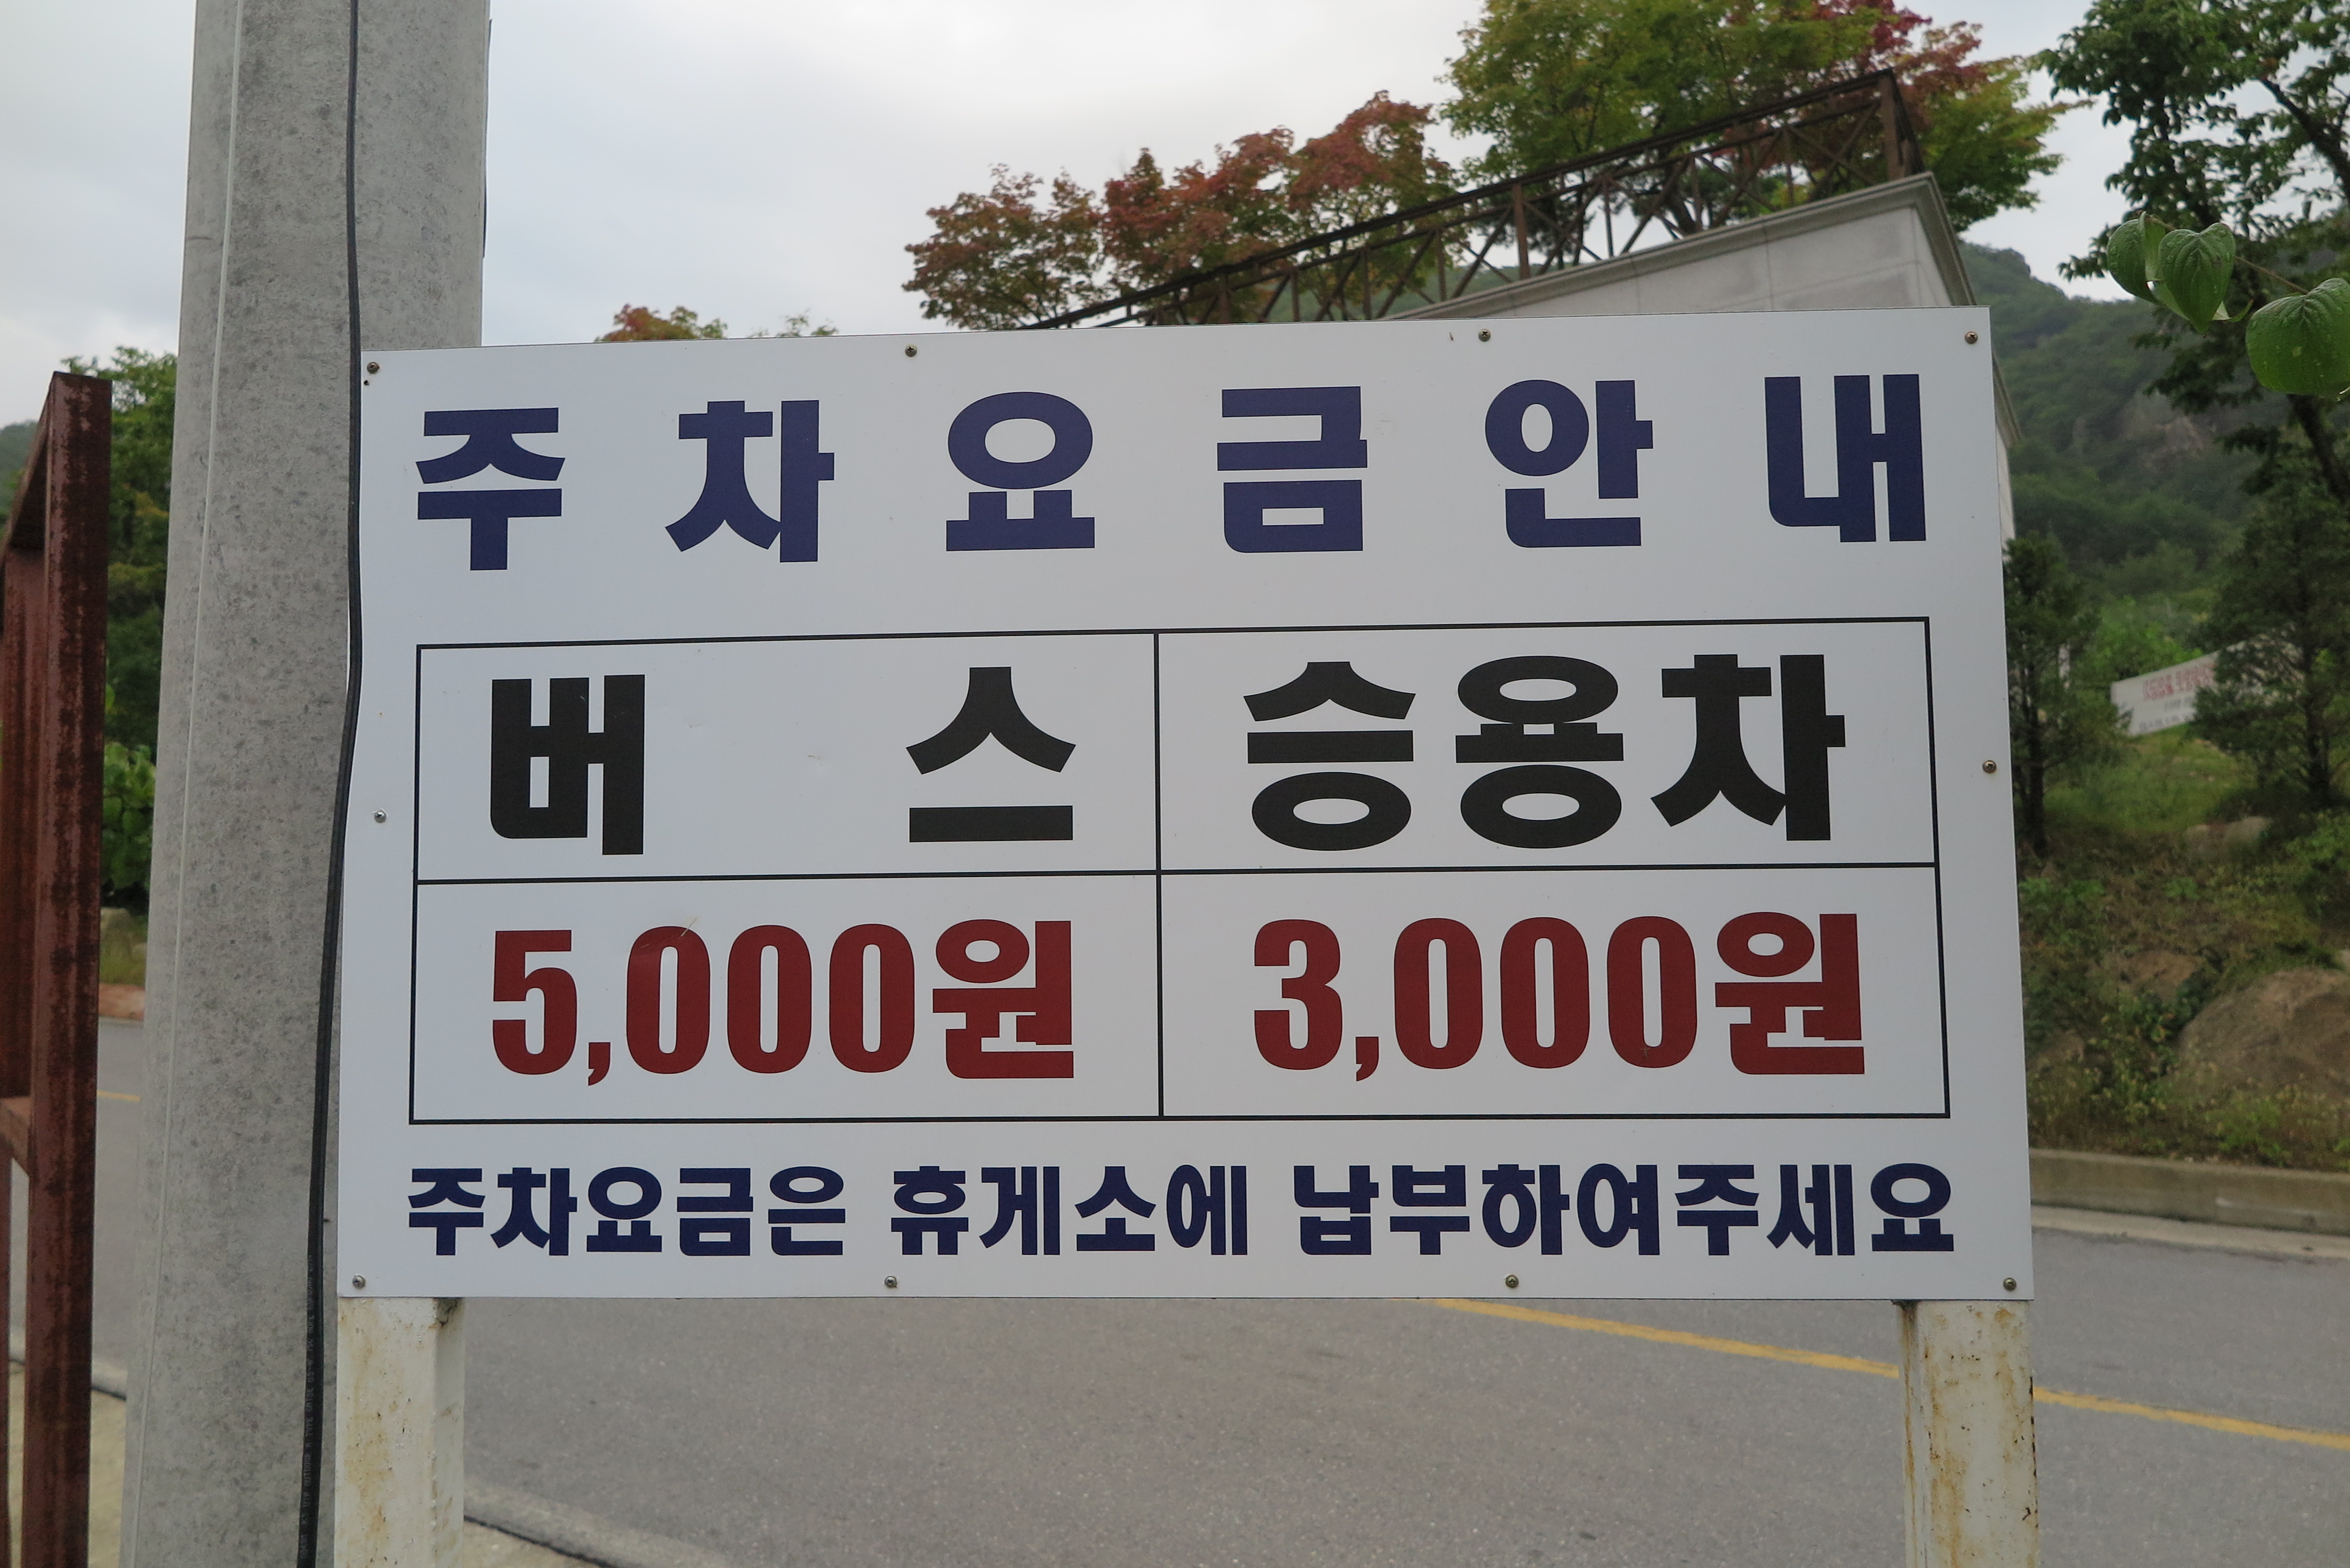 주차요금안내
버 스 승용차
5,000원 3,000원
주차요금은 휴게소에 납부하여주세요